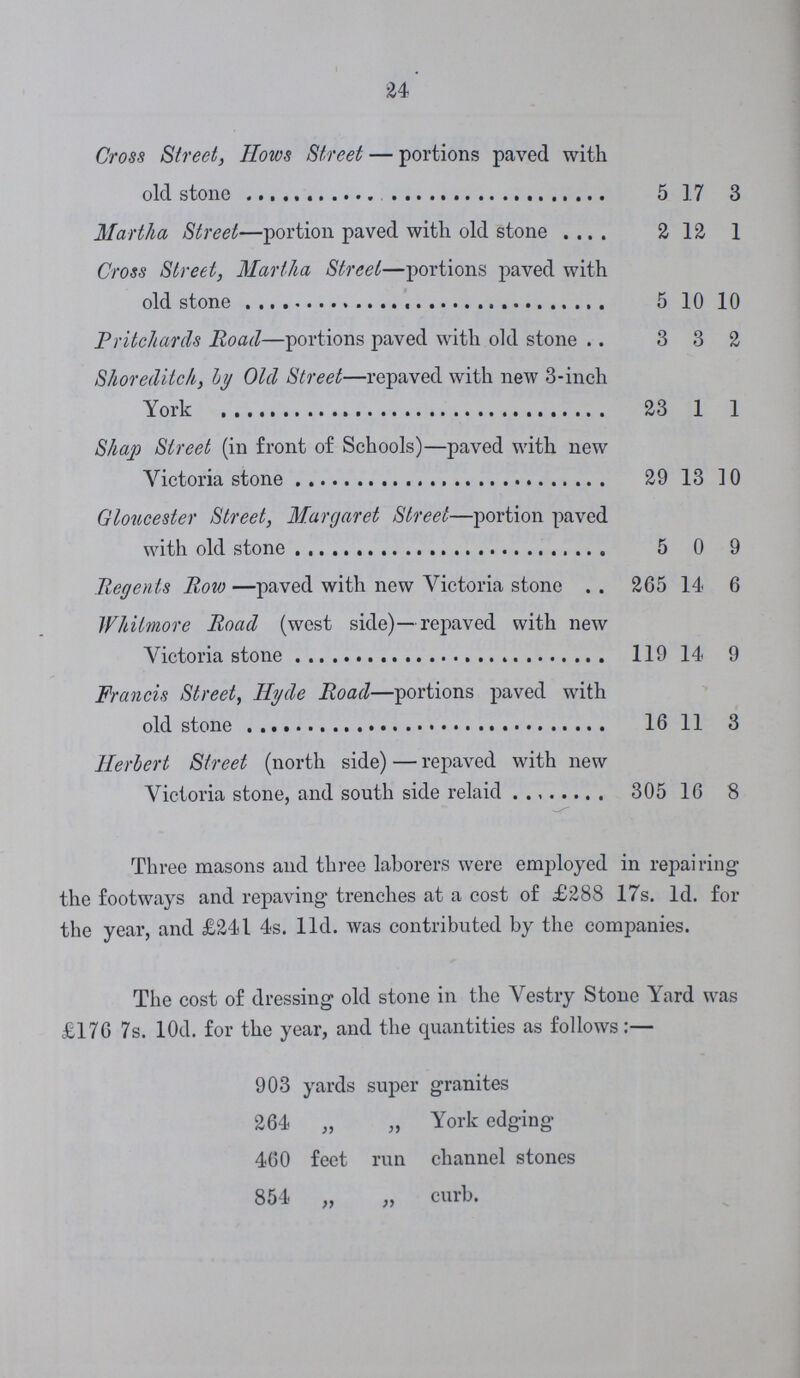 24
Cross Street, Hows Street — portions paved with
old stone .................................... 5 17 3
Martha Street—portion paved with old stone .... 2 12 1
Cross Street, Martha Street—portions paved with
old stone .................................... 5 10 10
Pritchards Road—portions paved with old stone .. 3 3 2
Shoreditch, by Old Street—repaved with new 3-inch
York .................................... 23 1 1
Shap Street (in front of Schools)—paved with new
Victoria stone ............................ 29 13 10
Gloucester Street, Margaret Street—portion paved
with old stone ............................ 5 0 9
Regents Row—paved with new Victoria stone .. 265 14 6
Whitmore Road (west side)—repaved with new
Victoria stone ............................ 119 14 9
Francis Street, Hyde Road—portions paved with
old stone ................................ 16 11 3
Herbert Street (north side) — repaved with new
Victoria stone, and south side relaid ........ 305 16 8
Three masons and three laborers were employed in repairing
the footways and repaving trenches at a cost of £288 17s. 1d. for
the year, and £241 4s. 11d. was contributed by the companies.
The cost of dressing old stone in the Vestry Stone Yard was
£176 7s. 10d. for the year, and the quantities as follows:—
903 yards super granites
264 „ „ York edging
460 feet run channel stones
854 „ „ curb.